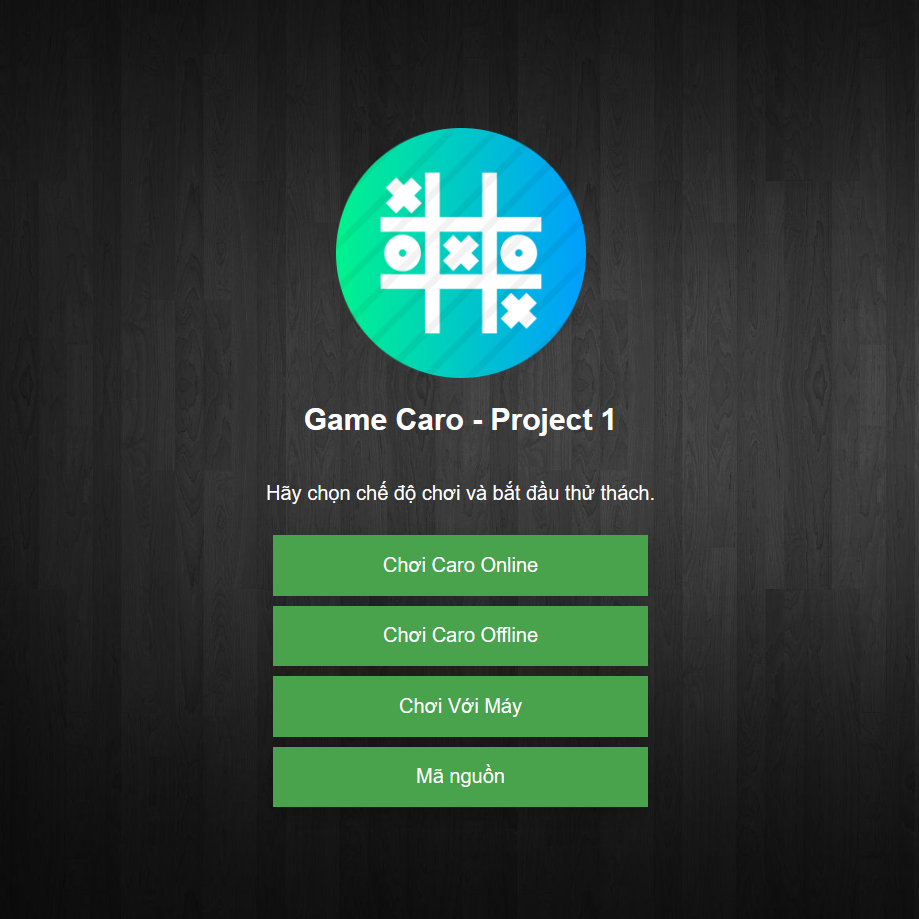 Game Caro - Project 1
Hãy chọn chế độ chơi và bắt đầu thử thách.
Chơi Caro Online
Chơi Caro Offline
Chơi Với Máy
Mã nguồn